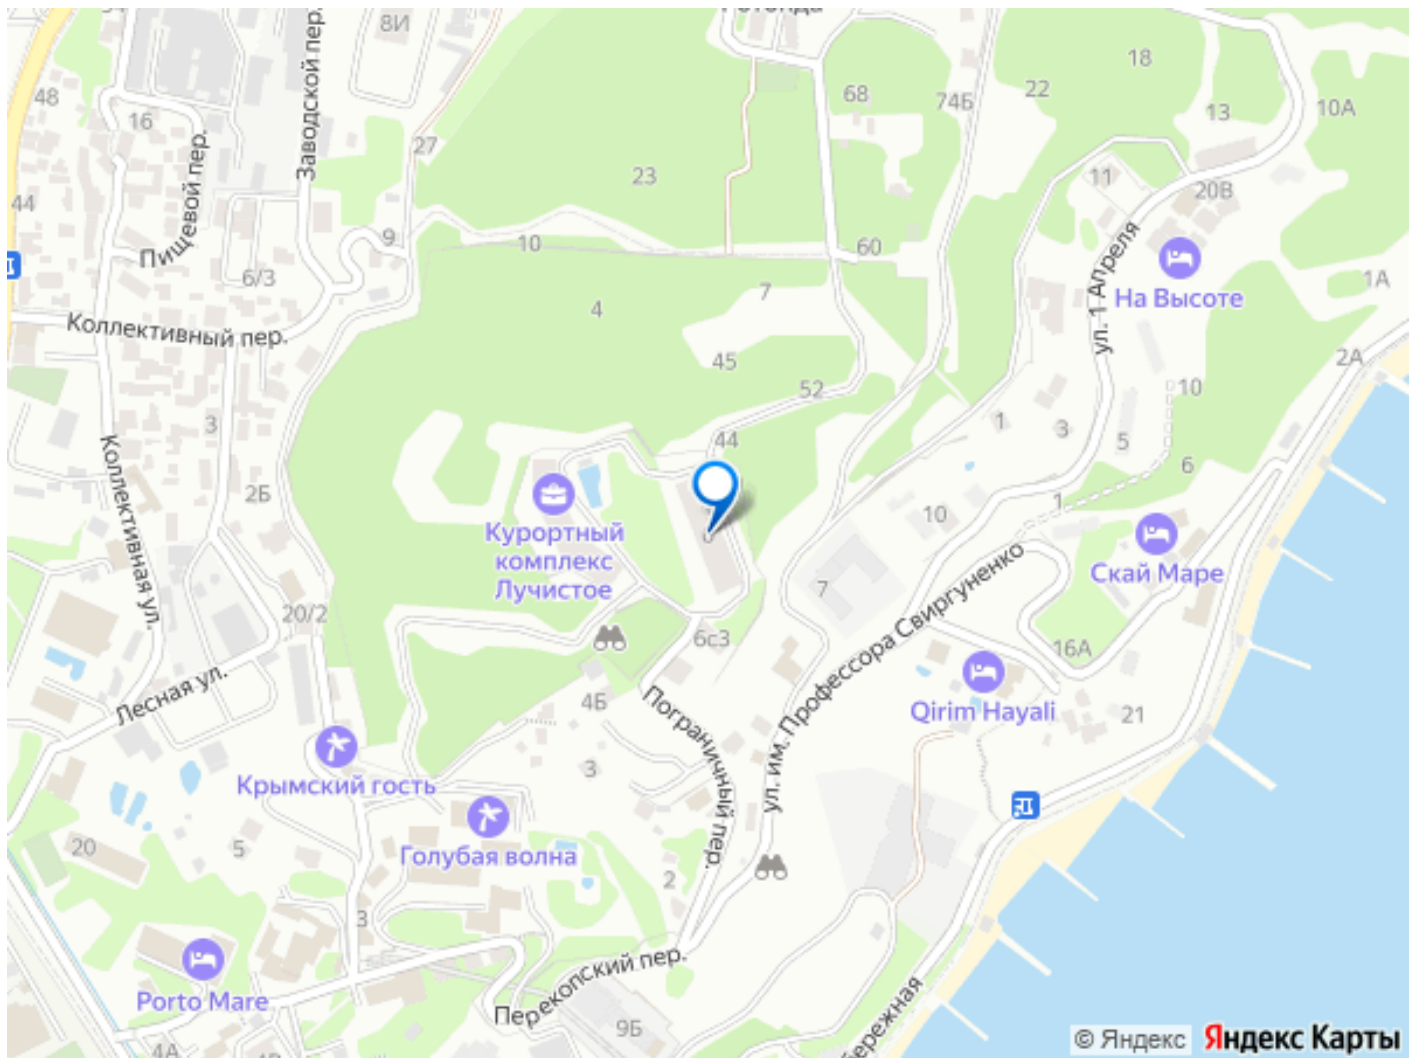 8И
Заводской пер.
48
16
Пищевой пер.
27
44
9
6/3
Коллективный пер.
10
23
68
74Б
22
18
13
10А
11
20В
60
ул. 1 Апреля
На Высоте
1А
4
7
45
52
2А
10
3
44
1
3
5
6
2Б
Коллективная ул.
Курортный
комплекс
Лучистое
10
1
Скай Маре
7
ул. им. Профессора Свиргуненко
20/2
6с3
16А
Лесная ул.
4Б
Пограничный пер.
Qirim Hayali
21
Крымский гость
3
20
5
Голубая волна
2
3
Porto Mare
Перекопский пер.
9Б
4А
бережная
© Яндекс
Яндекс Карты